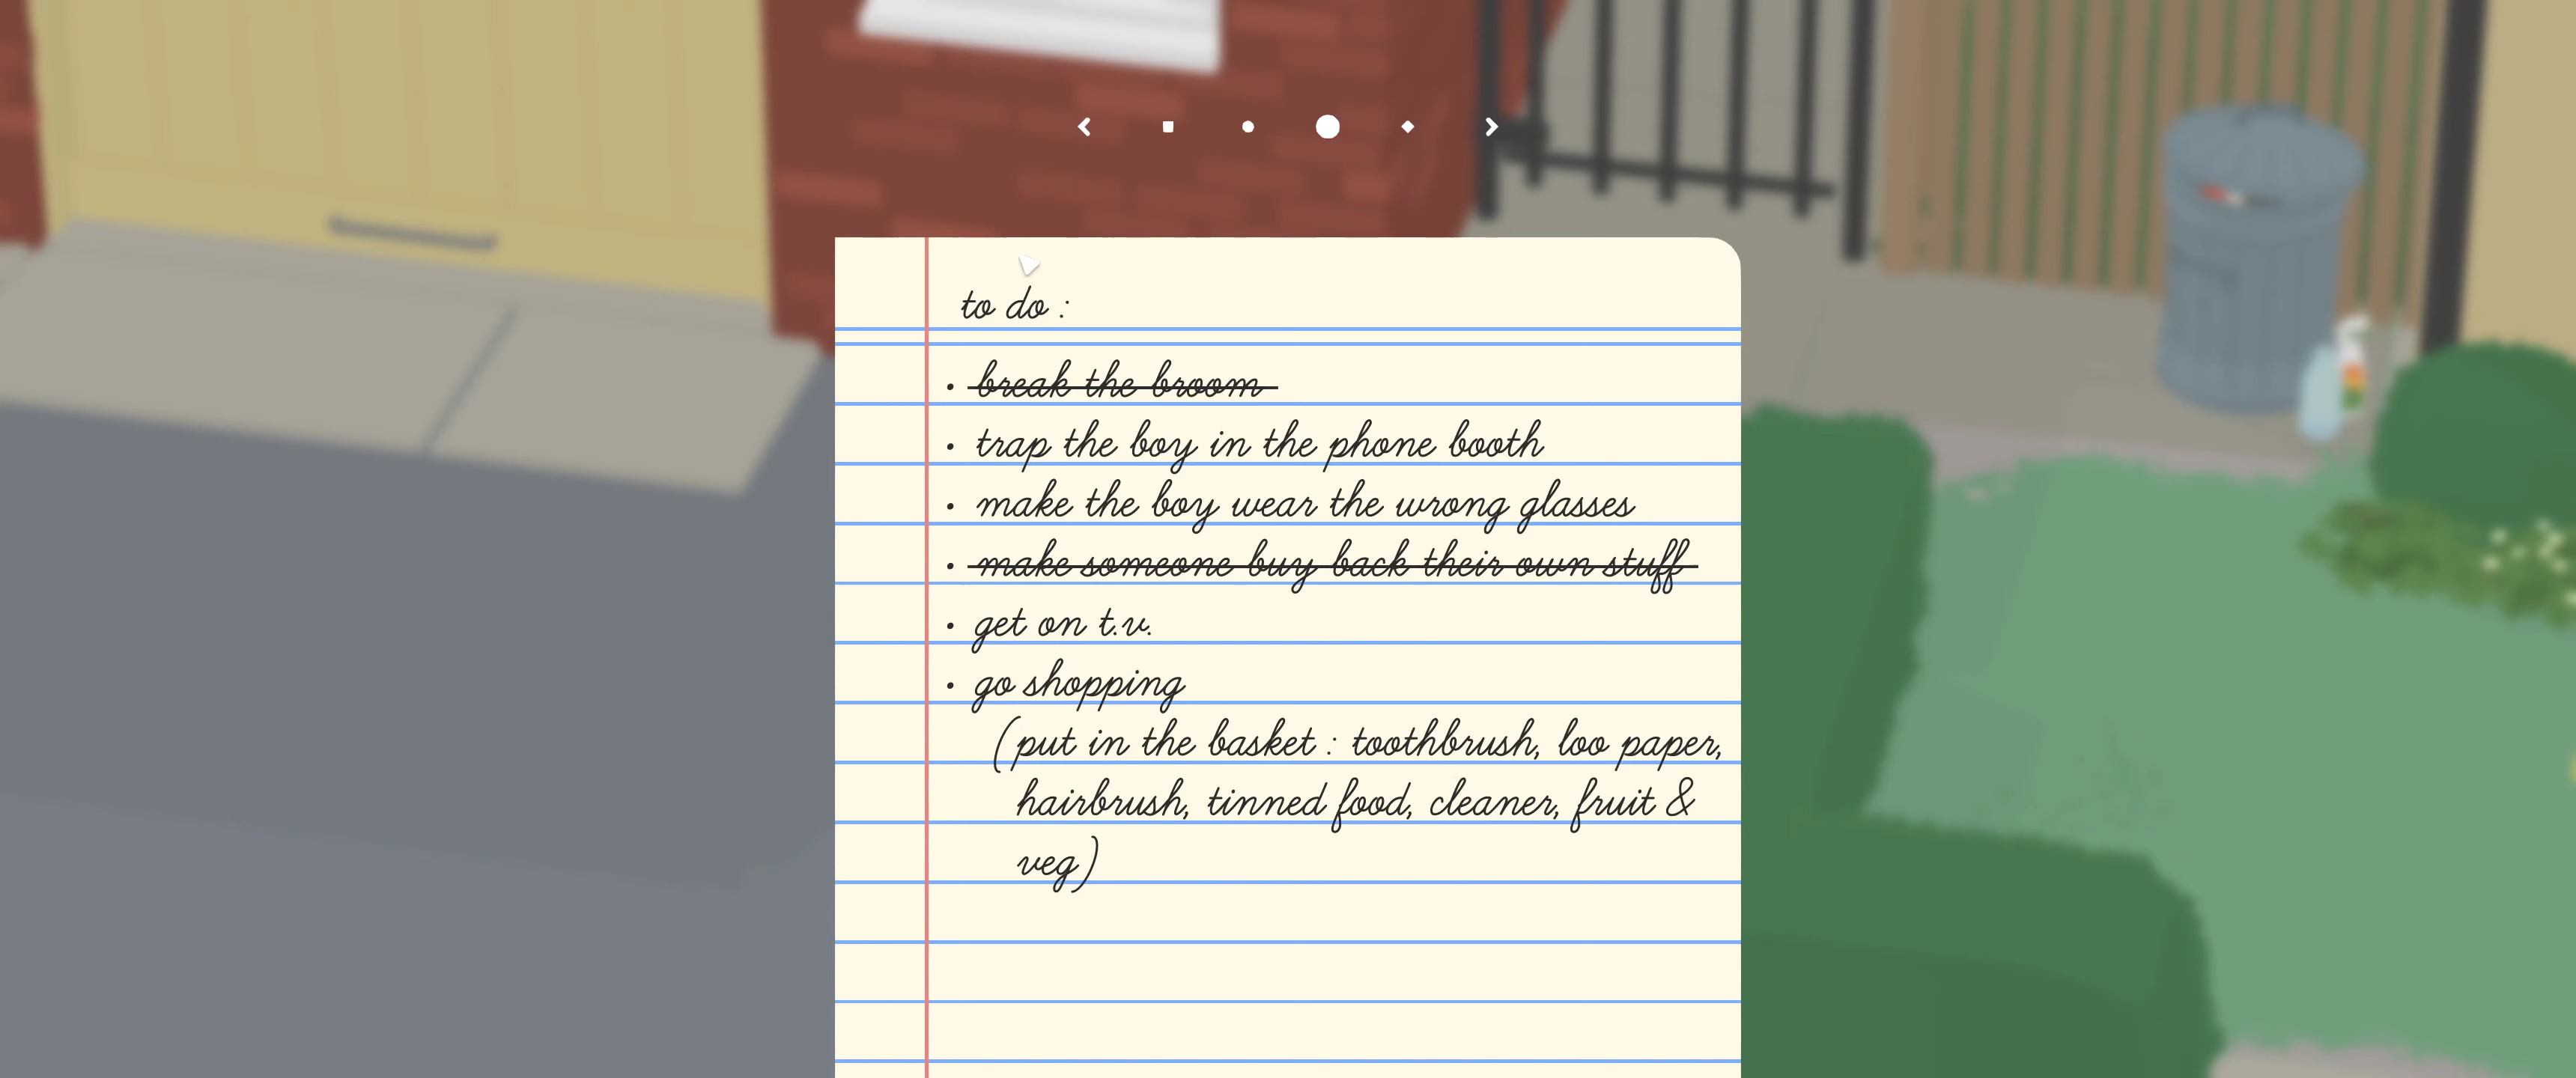 to do :
• break the broom
• trap the boy in the phone booth
• make the boy wear the wrong glasses
• make someone buy back their own stuff
• get on t.v.
• go shopping
(put in the basket : toothbrush, loo paper,
hairbrush, tinned food, cleaner, fruit &
veg)